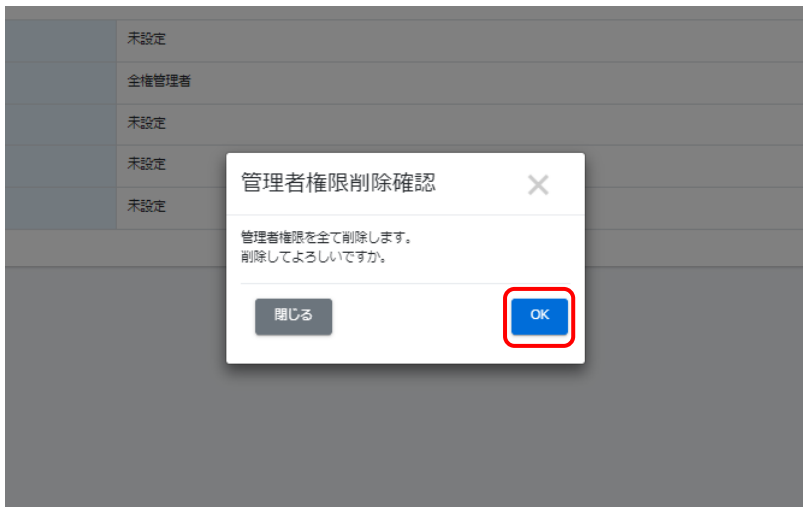 未設定
全権管理者
未設定
未設定
未設定
管理者権限削除確認
管理者権限を全て削除します。
削除してよろしいですか。
閉じる
OK